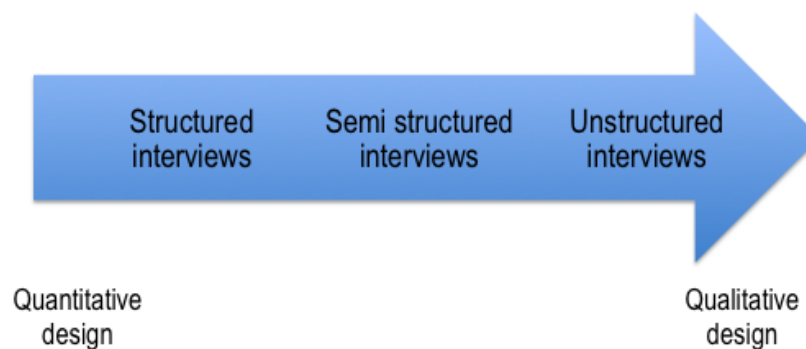 Structured
interviews
Semi structured
interviews
Unstructured
interviews
Quantitative
design
Qualitative
design